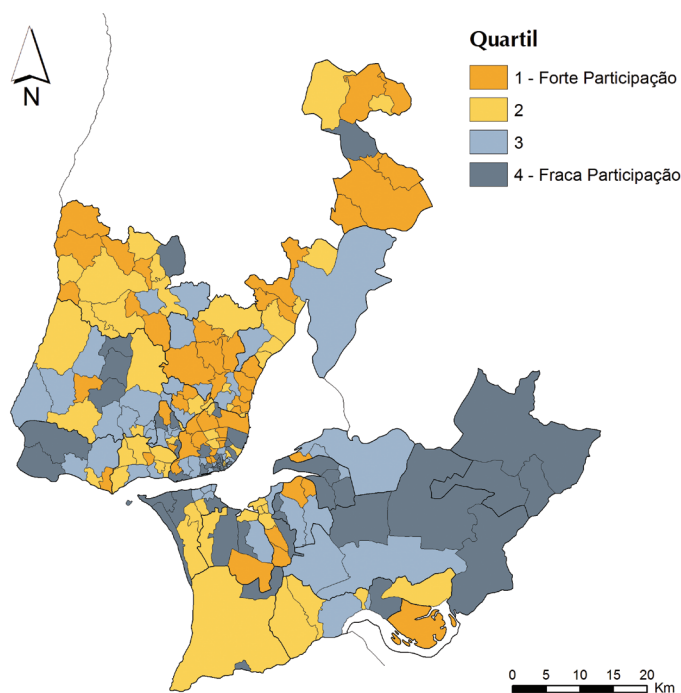 Quartil
1 - Forte Participação
2
3
4 - Fraca Participação
N
0 5 10 15 20
Km